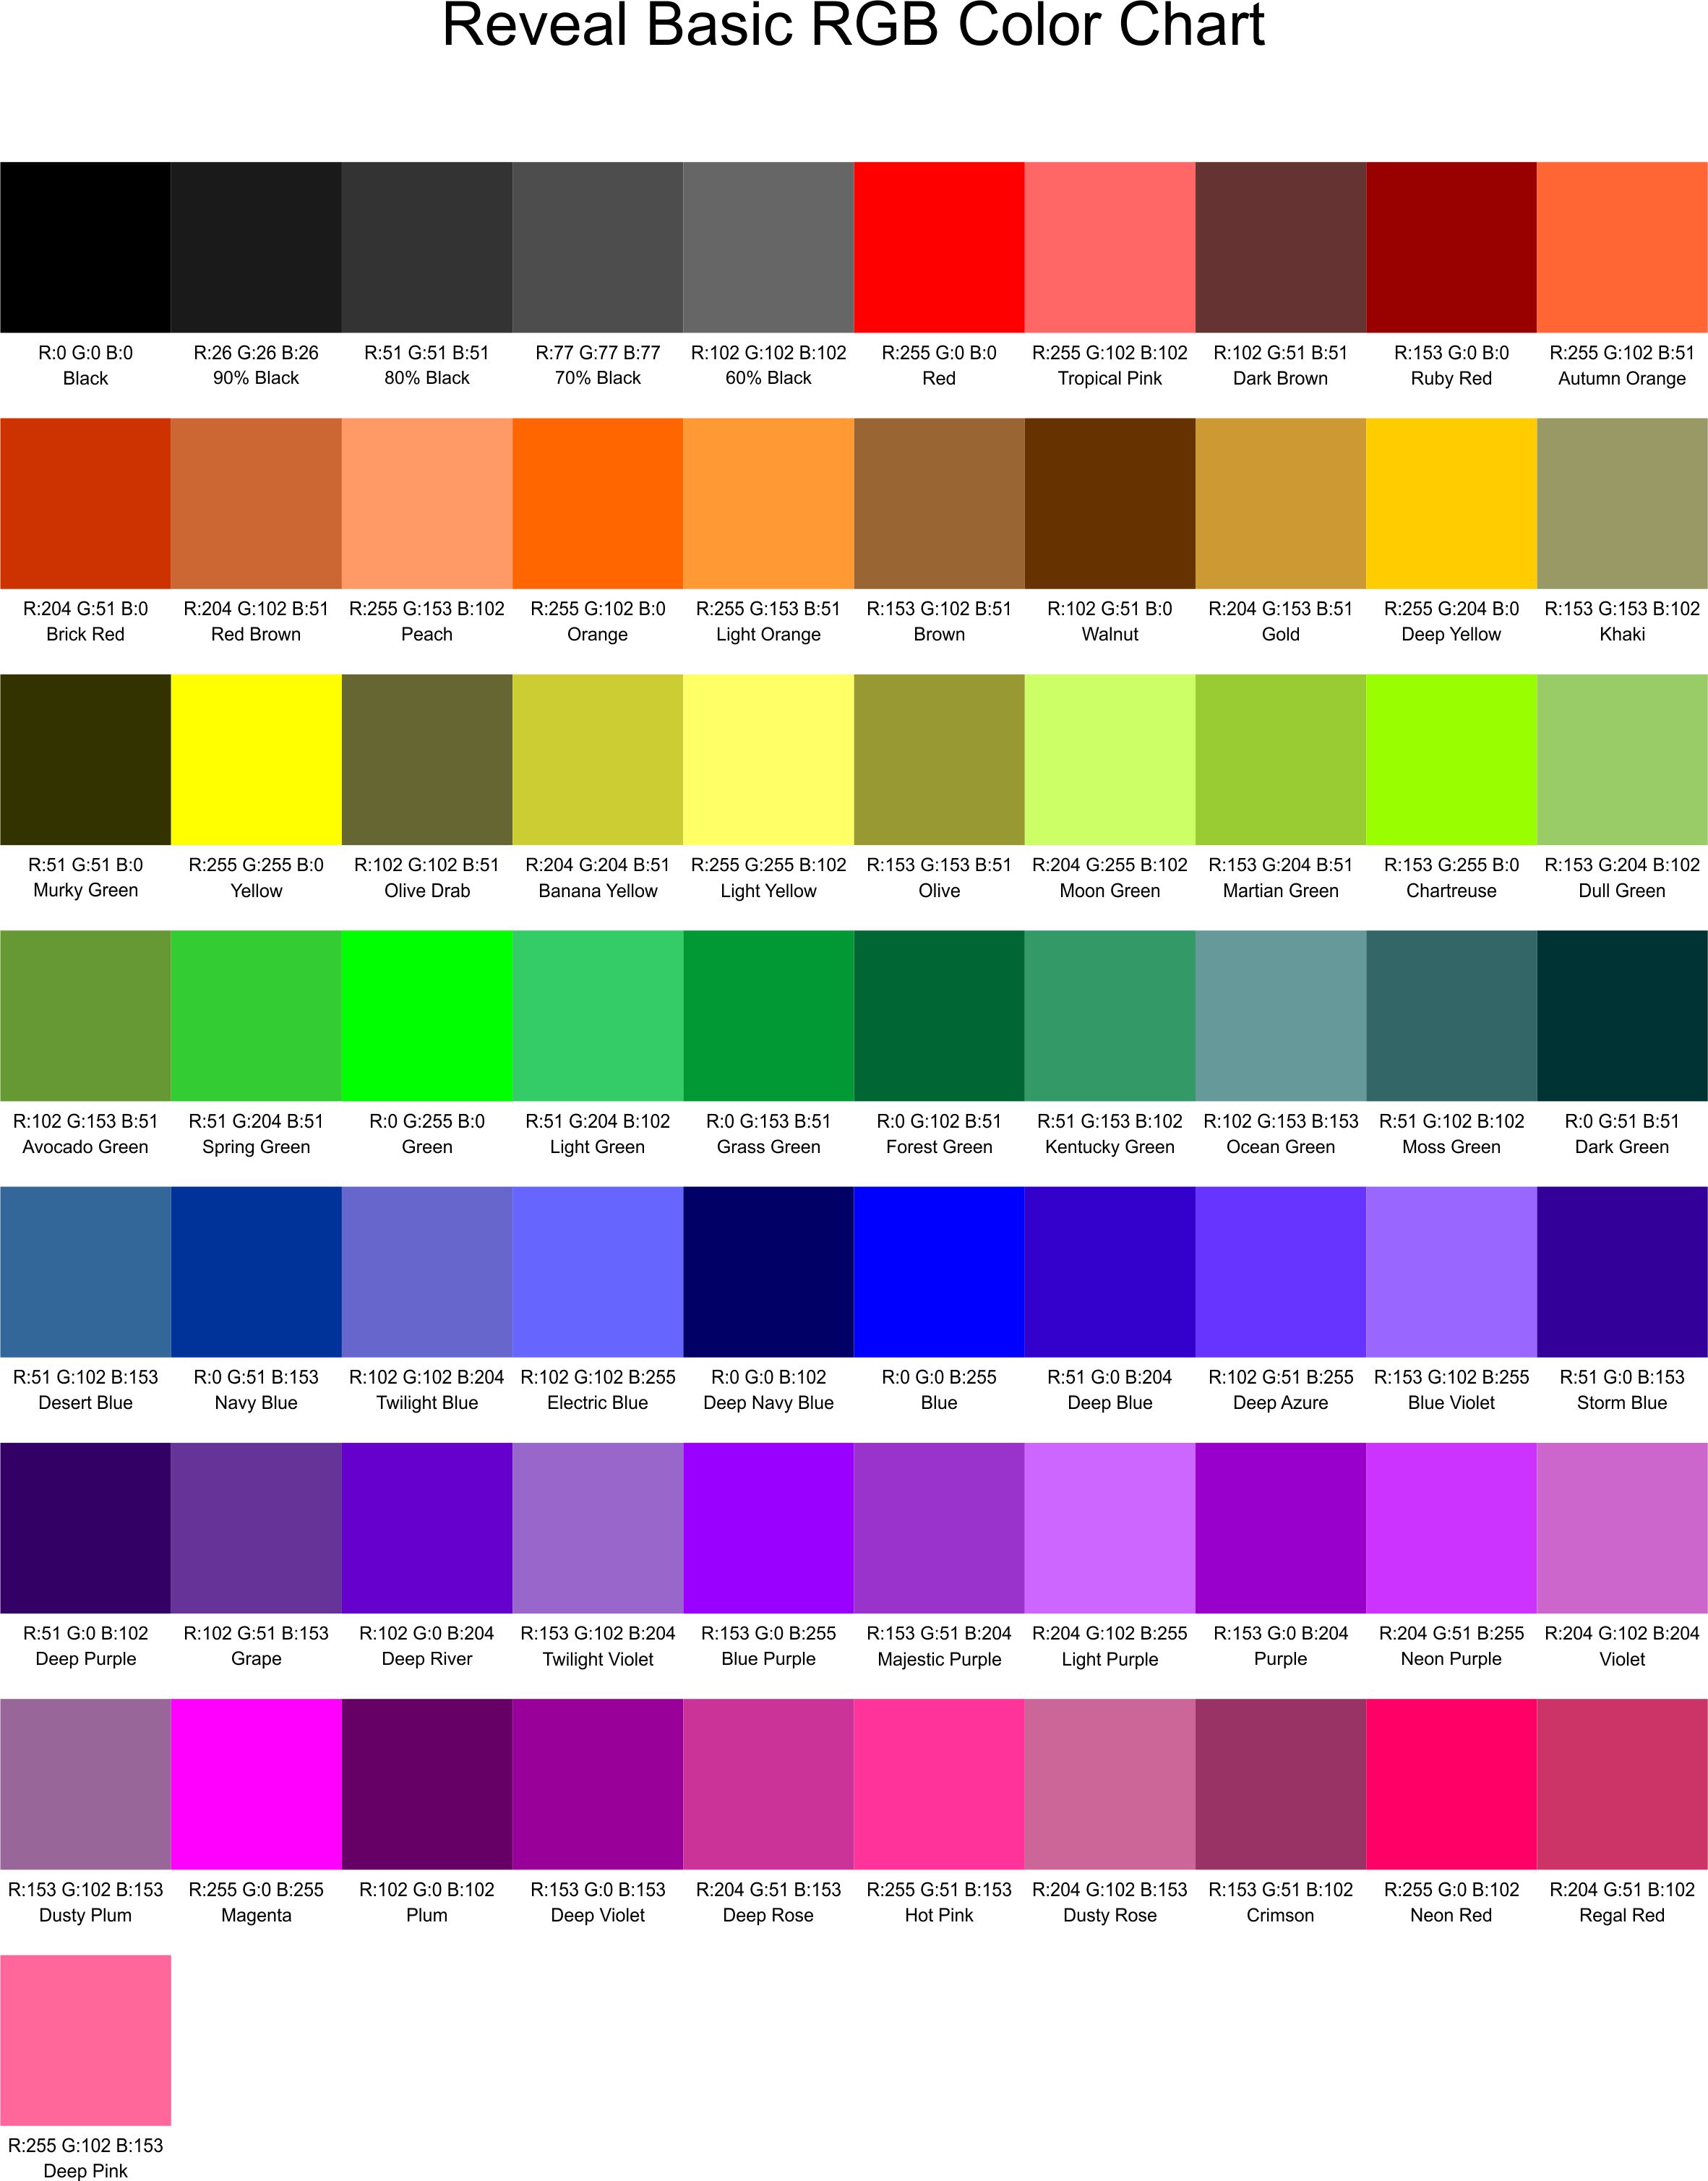 Reveal Basic RGB Color Chart
R:0 G:0 B:0 R:26 G:26 B:26 R:51 G:51 B:51 R:77 G:77 B:77 R:102 G:102 B:102 R:255 G:0 B:0 R:255 G:102 B:102 R:102 G:51 B:51 R:153 G:0 B:0 R:255 G:102 B:51
Black 90% Black 80% Black 70% Black 60% Black Red Tropical Pink Dark Brown Ruby Red Autumn Orange
R:204 G:51 B:0 R:204 G:102 B:51 R:255 G:153 B:102 R:255 G:102 B:0 R:255 G:153 B:51 R:153 G:102 B:51 R:102 G:51 B:0 R:204 G:153 B:51 R:255 G:204 B:0 R:153 G:153 B:102
Brick Red Red Brown Peach Orange Light Orange Brown Walnut Gold Deep Yellow Khaki
R:51 G:51 B:0 R:255 G:255 B:0 R:102 G:102 B:51 R:204 G:204 B:51 R:255 G:255 B:102 R:153 G:153 B:51 R:204 G:255 B:102 R:153 G:204 B:51 R:153 G:255 B:0 R:153 G:204 B:102
Murky Green Yellow Olive Drab Banana Yellow Light Yellow Olive Moon Green Martian Green Chartreuse Dull Green
R:102 G:153 B:51 R:51 G:204 B:51 R:0 G:255 B:0 R:51 G:204 B:102 R:0 G:153 B:51 R:0 G:102 B:51 R:51 G:153 B:102 R:102 G:153 B:153 R:51 G:102 B:102 R:0 G:51 B:51
Avocado Green Spring Green Green Light Green Grass Green Forest Green Kentucky Green Ocean Green Moss Green Dark Green
R:51 G:102 B:153 R:0 G:51 B:153 R:102 G:102 B:204 R:102 G:102 B:255 R:0 G:0 B:102 R:0 G:0 B:255 R:51 G:0 B:204 R:102 G:51 B:255 R:153 G:102 B:255 R:51 G:0 B:153
Desert Blue Navy Blue Twilight Blue Electric Blue Deep Navy Blue Blue Deep Blue Deep Azure Blue Violet Storm Blue
R:51 G:0 B:102 R:102 G:51 B:153 R:102 G:0 B:204 R:153 G:102 B:204 R:153 G:0 B:255 R:153 G:51 B:204 R:204 G:102 B:255 R:153 G:0 B:204 R:204 G:51 B:255 R:204 G:102 B:204
Deep Purple Grape Deep River Twilight Violet Blue Purple Majestic Purple Light Purple Purple Neon Purple Violet
R:153 G:102 B:153 R:255 G:0 B:255 R:102 G:0 B:102 R:153 G:0 B:153 R:204 G:51 B:153 R:255 G:51 B:153 R:204 G:102 B:153 R:153 G:51 B:102 R:255 G:0 B:102 R:204 G:51 B:102
Dusty Plum Magenta Plum Deep Violet Deep Rose Hot Pink Dusty Rose Crimson Neon Red Regal Red
R:255 G:102 B:153
Deep Pink